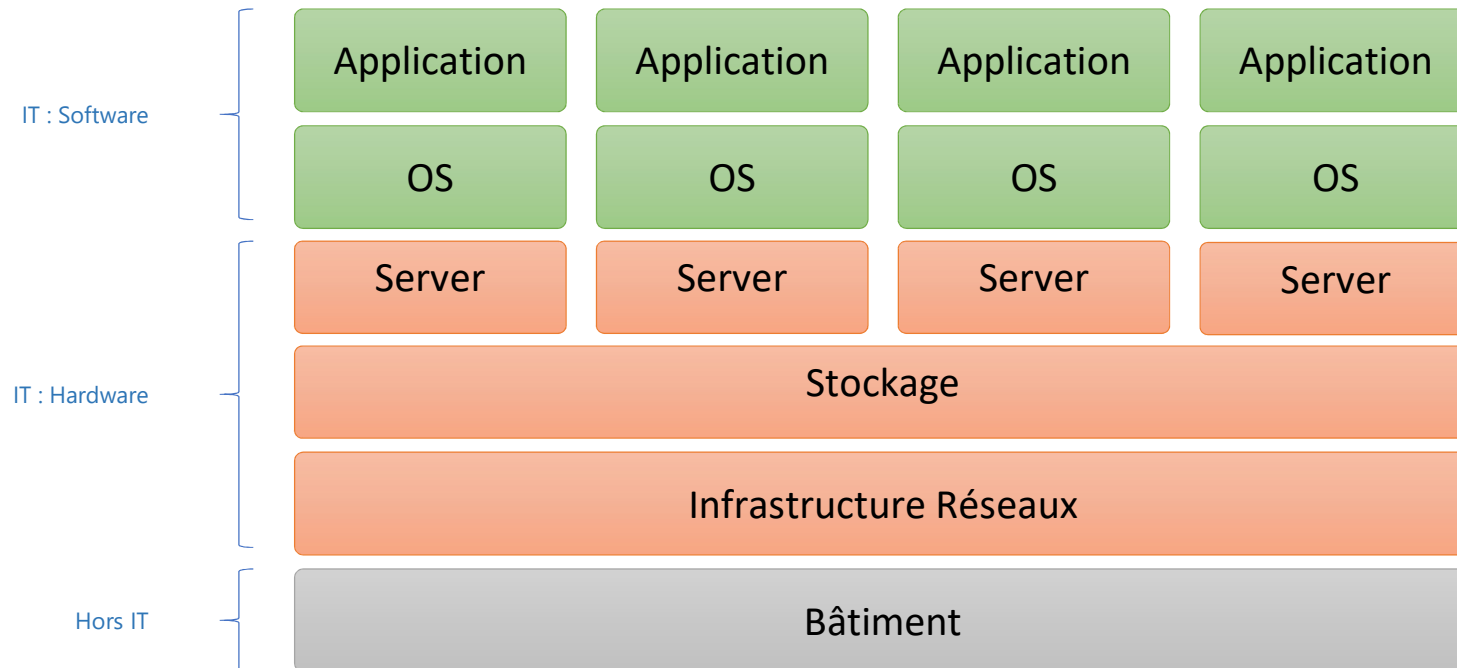 Application Application Application Application
IT : Software
OS OS OS OS
Server Server Server Server
Stockage
IT : Hardware
Infrastructure Réseaux
Hors IT
Bâtiment